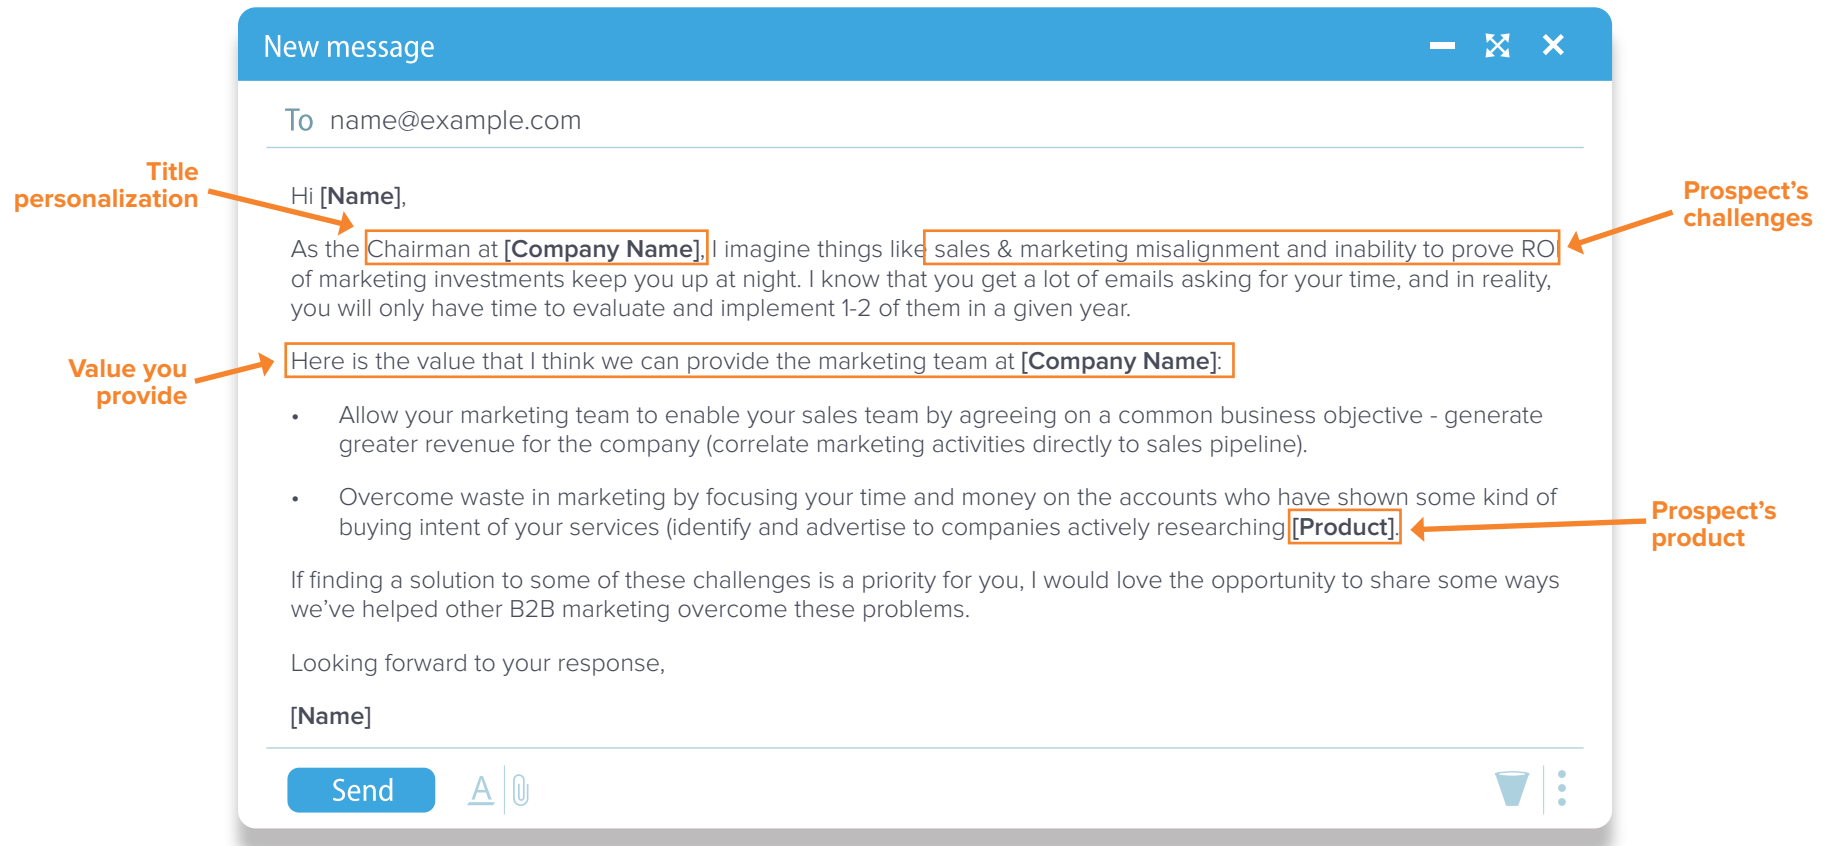 New message
To name@example.com
Title
personalization
Hi [Name],
Prospect's
challenges
As the Chairman at [Company Name], I imagine things like sales & marketing misalignment and inability to prove ROI
of marketing investments keep you up at night. I know that you get a lot of emails asking for your time, and in reality,
you will only have time to evaluate and implement 1-2 of them in a given year.
Value you
provide
Here is the value that I think we can provide the marketing team at [Company Name]:
• Allow your marketing team to enable your sales team by agreeing on a common business objective - generate
greater revenue for the company (correlate marketing activities directly to sales pipeline).
• Overcome waste in marketing by focusing your time and money on the accounts who have shown some kind of
buying intent of your services (identify and advertise to companies actively researching [Product].
Prospect's
product
If finding a solution to some of these challenges is a priority for you, I would love the opportunity to share some ways
we've helped other B2B marketing overcome these problems.
Looking forward to your response,
[Name]
Send A